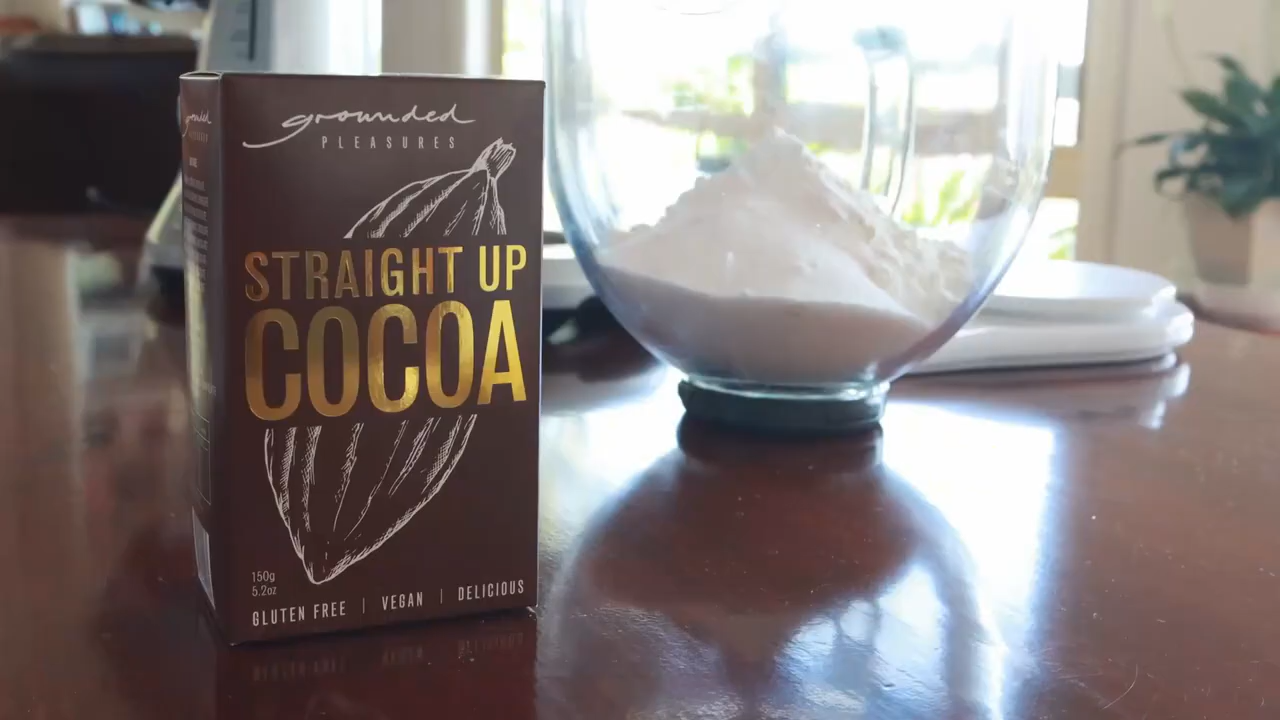 grounded
PLEASURES
STRAIGHT UP
COCOA
150g
5.2oz
GLUTEN FREE | VEGAN | DELICIOUS